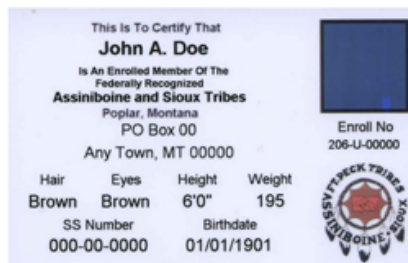 This Is To Certify That
John A. Doe
Is An Enrolled Member Of The
Federally Recognized
Assiniboine and Sioux Tribes
Poplar, Montana
PO Box 00
Any Town, MT 00000
Enroll No
206-U-00000
Hair Eyes Height Weight
Brown Brown 6'0" 195
SS Number Birthdate
000-00-0000 01/01/1901
FT. PECK TRIBES
ASSINIBOINE SIOUX